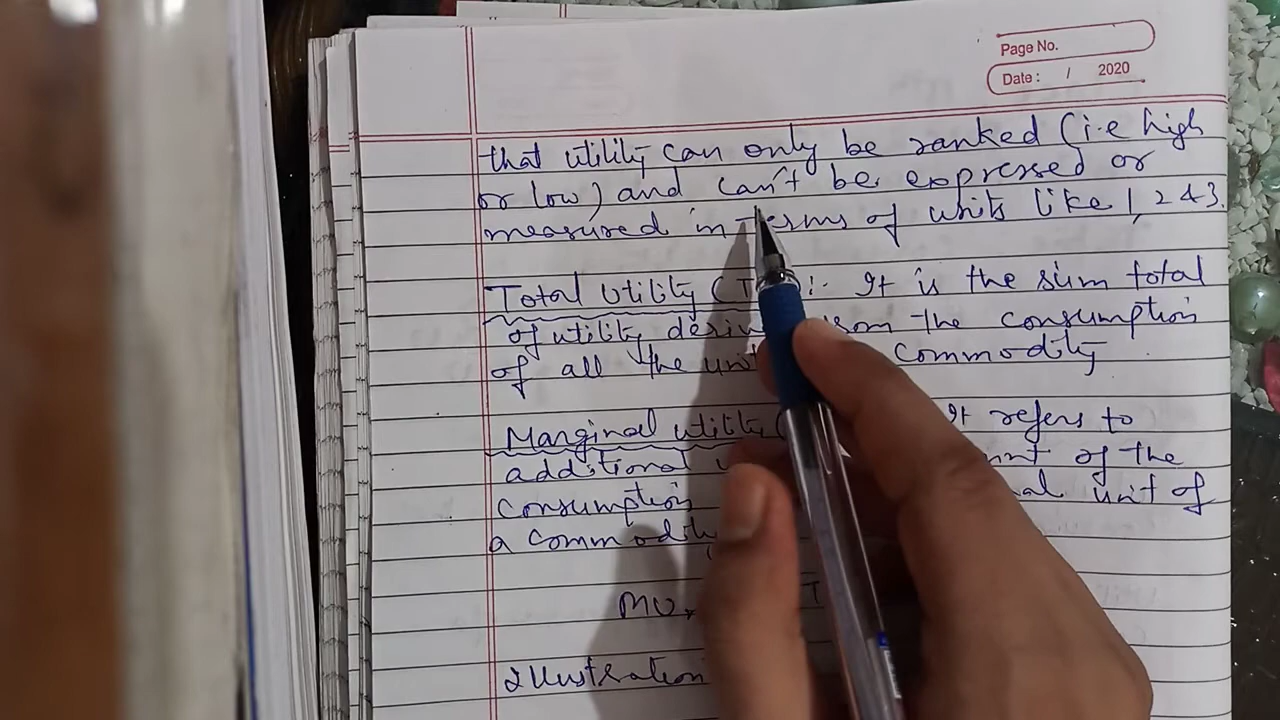 Page No.
Date : / 2020
that utility can only be ranked (i.e high
or low) and can't be expressed or
measured in terms of units like 1, 2 & 3.
Total Utility (T :- It is the sum total
of utility from the consumption
of all the commodity
Marginal utility ( It refers to
additional of the
consumption unit of
a commodity
MU
Illustration